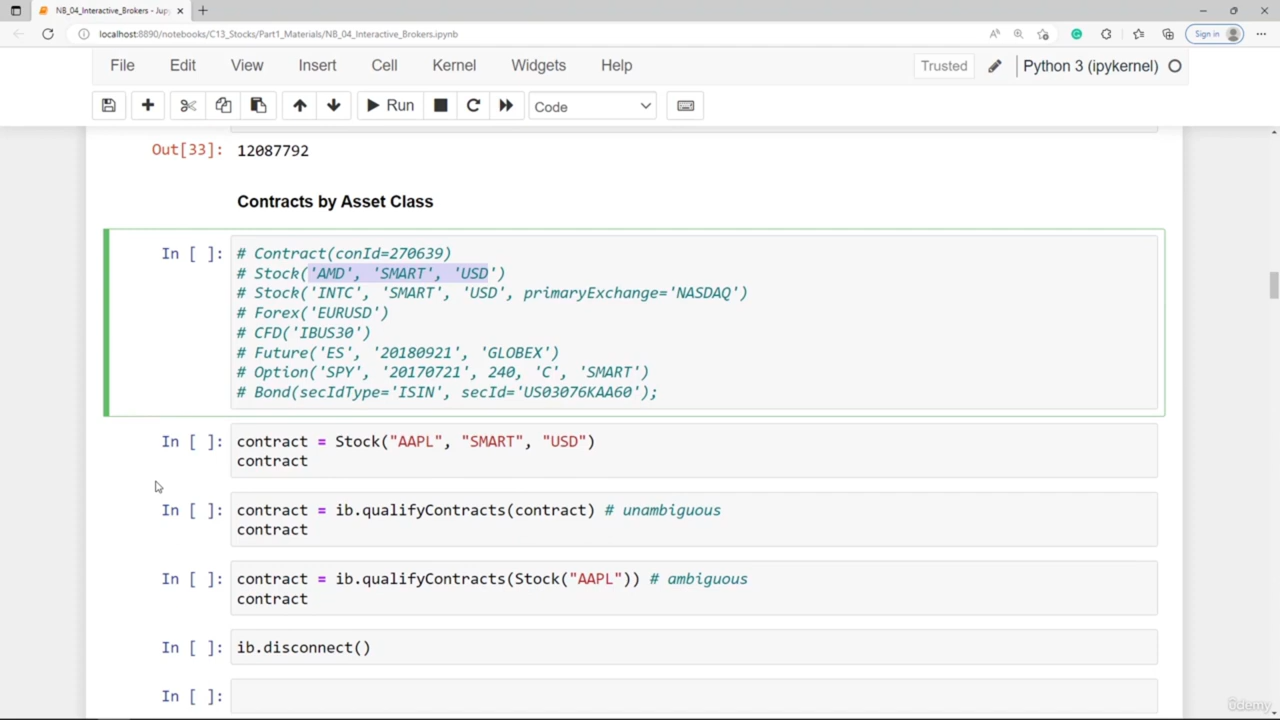 NB_04_Interactive_Brokers - Jup
localhost:8890/notebooks/C13_Stocks/Part1_Materials/NB_04_Interactive_Brokers.ipynb
Sign in
File Edit View Insert Cell Kernel Widgets Help Trusted Python 3 (ipykernel)
Run Code
Out[33]: 12087792
Contracts by Asset Class
In [ ]: # Contract(conId=270639)
# Stock('AMD', 'SMART', 'USD')
# Stock('INTC', 'SMART', 'USD', primaryExchange='NASDAQ')
# Forex('EURUSD')
# CFD('IBUS30')
# Future('ES', '20180921', 'GLOBEX')
# Option('SPY', '20170721', 240, 'C', 'SMART')
# Bond(secIdType='ISIN', secId='US03076KAA60');
In [ ]: contract = Stock("AAPL", "SMART", "USD")
contract
In [ ]: contract = ib.qualifyContracts(contract) # unambiguous
contract
In [ ]: contract = ib.qualifyContracts(Stock("AAPL")) # ambiguous
contract
In [ ]: ib.disconnect()
In [ ]:
Udemy